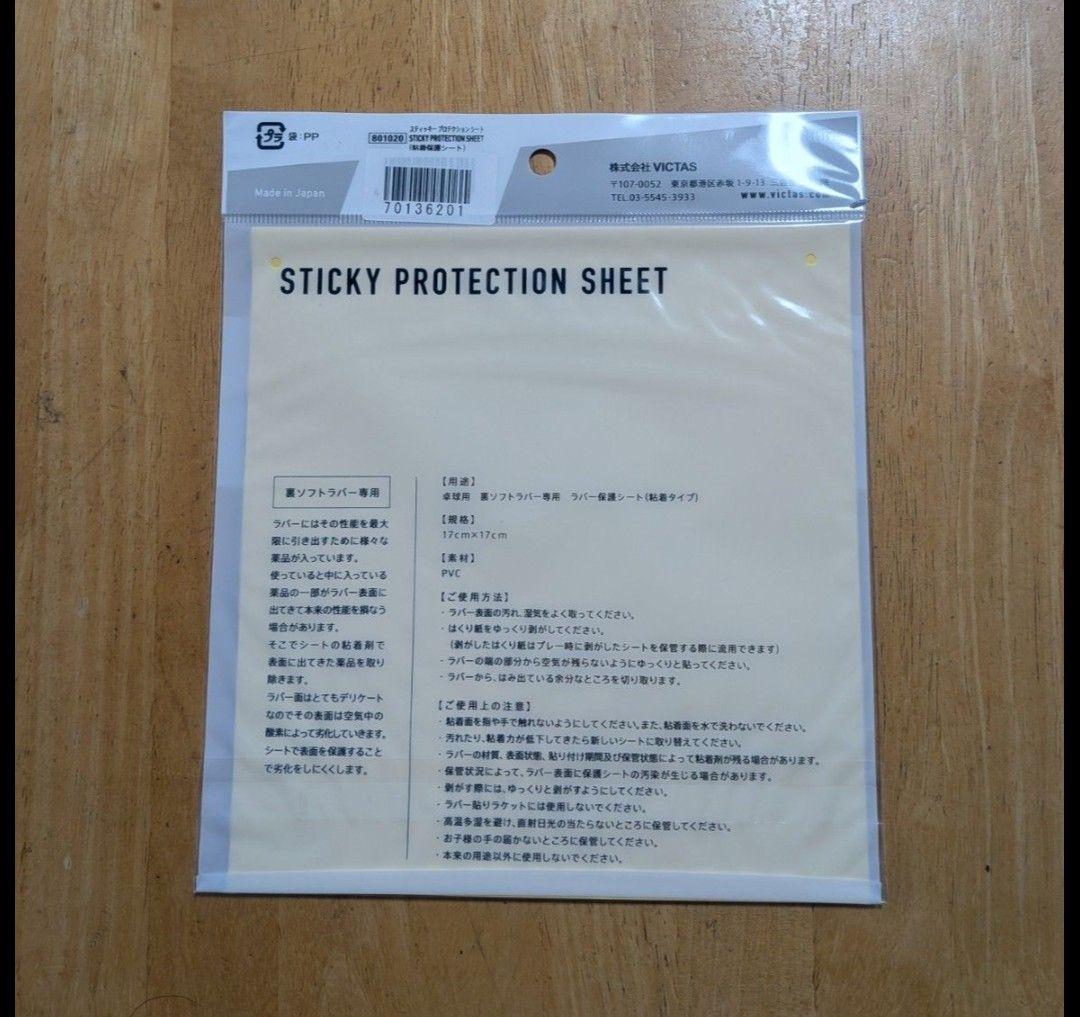 プラ
袋:PP
スティッキー プロテクションシート
801020 STICKY PROTECTION SHEET
(粘着保護シート)
Made in Japan
70136201
株式会社 VICTAS
〒107-0052 東京都港区赤坂 1-9-13
TEL.03-5545-3933
www.victas.com
STICKY PROTECTION SHEET
裏ソフトラバー専用
ラバーにはその性能を最大
限に引き出すために様々な
薬品が入っています。
使っていると中に入っている
薬品の一部がラバー表面に
出てきて本来の性能を損なう
場合があります。
そこでシートの粘着剤で
表面に出てきた薬品を取り
除きます。
ラバー面はとてもデリケート
なのでその表面は空気中の
酸素によって劣化していきます。
シートで表面を保護すること
で劣化をしにくくします。
【用途】
卓球用 裏ソフトラバー専用 ラバー保護シート(粘着タイプ)
【規格】
17cm×17cm
【素材】
PVC
【ご使用方法】
・ラバー表面の汚れ、湿気をよく取ってください。
・はくり紙をゆっくり剥がしてください。
(剥がしたはくり紙はプレー時に剥がしたシートを保管する際に流用できます)
・ラバーの端の部分から空気が残らないようにゆっくりと貼ってください。
・ラバーから、はみ出ている余分なところを切り取ります。
【ご使用上の注意】
・粘着面を指や手で触れないようにしてください。また、粘着面を水で洗わないでください。
・汚れたり、粘着力が低下してきたら新しいシートに取り替えてください。
・ラバーの材質、表面状態、貼り付け期間及び保管状態によって粘着剤が残る場合があります。
・保管状況によって、ラバー表面に保護シートの汚染が生じる場合があります。
・剥がす際には、ゆっくりと剥がすようにしてください。
・ラバー貼りラケットには使用しないでください。
・高温多湿を避け、直射日光の当たらないところに保管してください。
・お子様の手の届かないところに保管してください。
・本来の用途以外に使用しないでください。